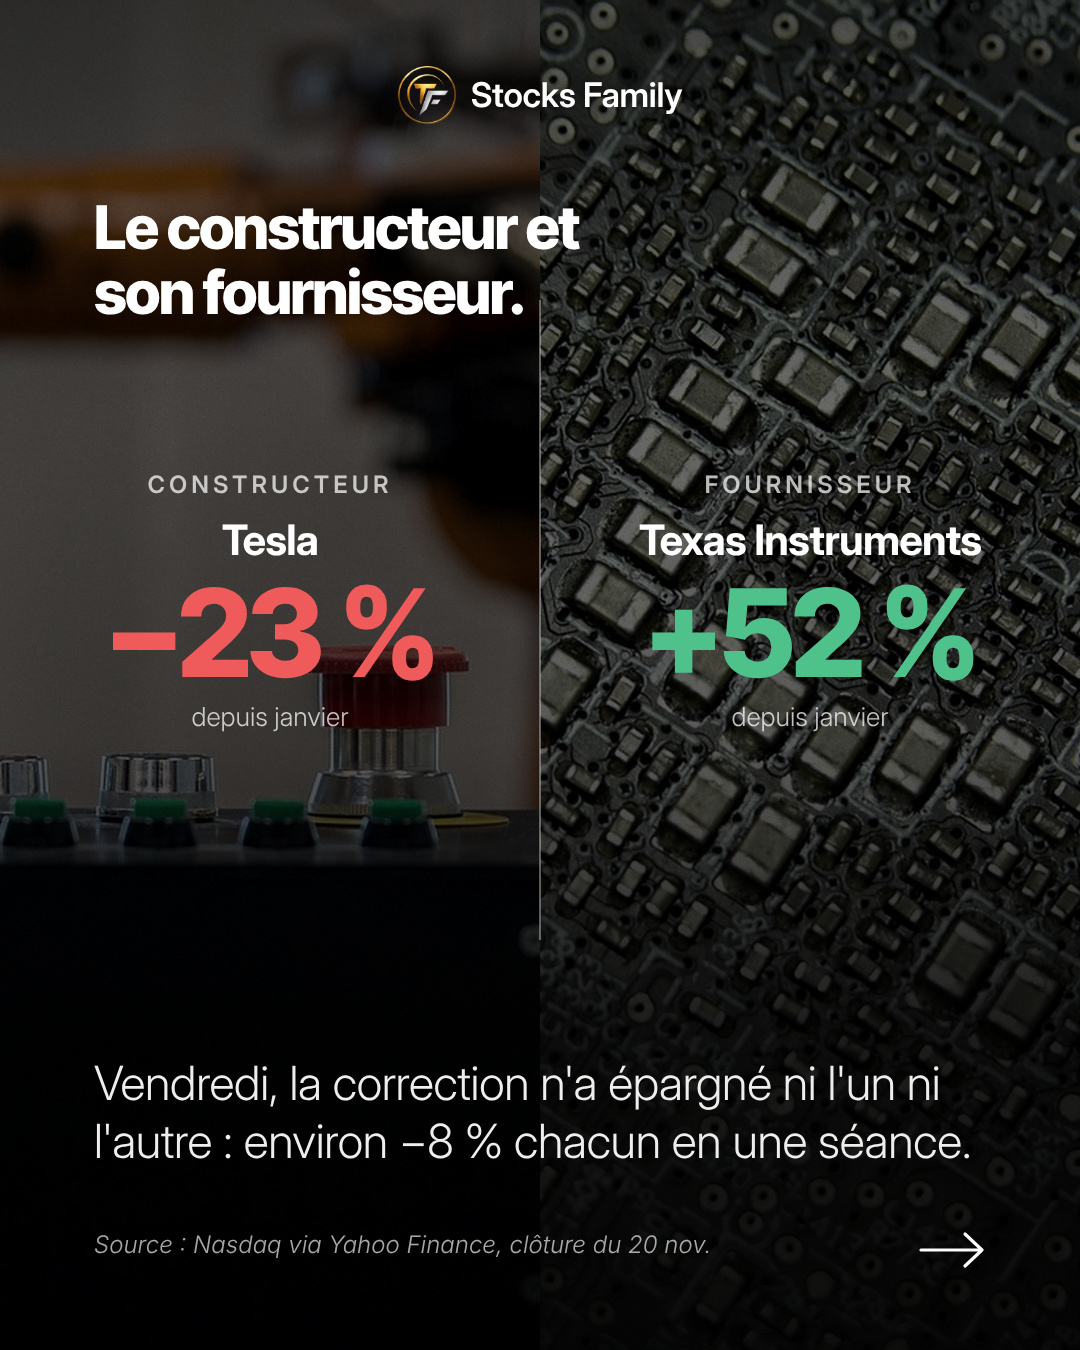 Stocks Family
Le constructeur et
son fournisseur.
CONSTRUCTEUR
Tesla
−23 %
depuis janvier
FOURNISSEUR
Texas Instruments
+52 %
depuis janvier
Vendredi, la correction n'a épargné ni l'un ni
l'autre : environ −8 % chacun en une séance.
Source : Nasdaq via Yahoo Finance, clôture du 20 nov.